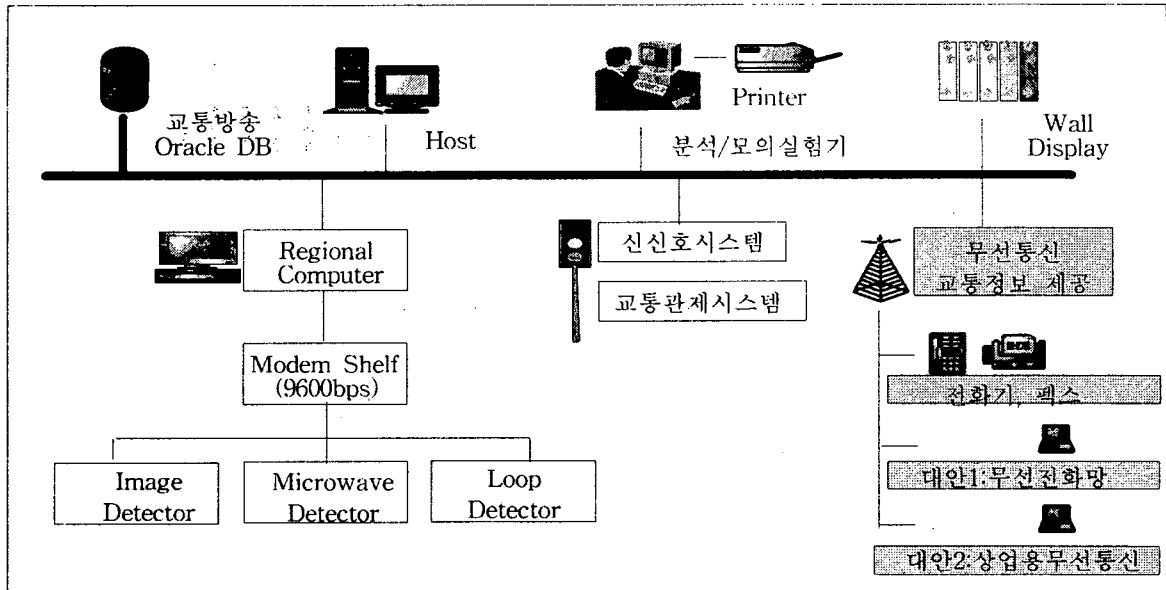 교통방송
Oracle DB
Host
Printer
분석/모의실험기
Wall
Display
Regional
Computer
신신호시스템
교통관제시스템
무선통신
교통정보 제공
Modem Shelf
(9600bps)
전화기, 팩스
Image
Detector
Microwave
Detector
Loop
Detector
대안1:무선전화망
대안2:상업용무선통신